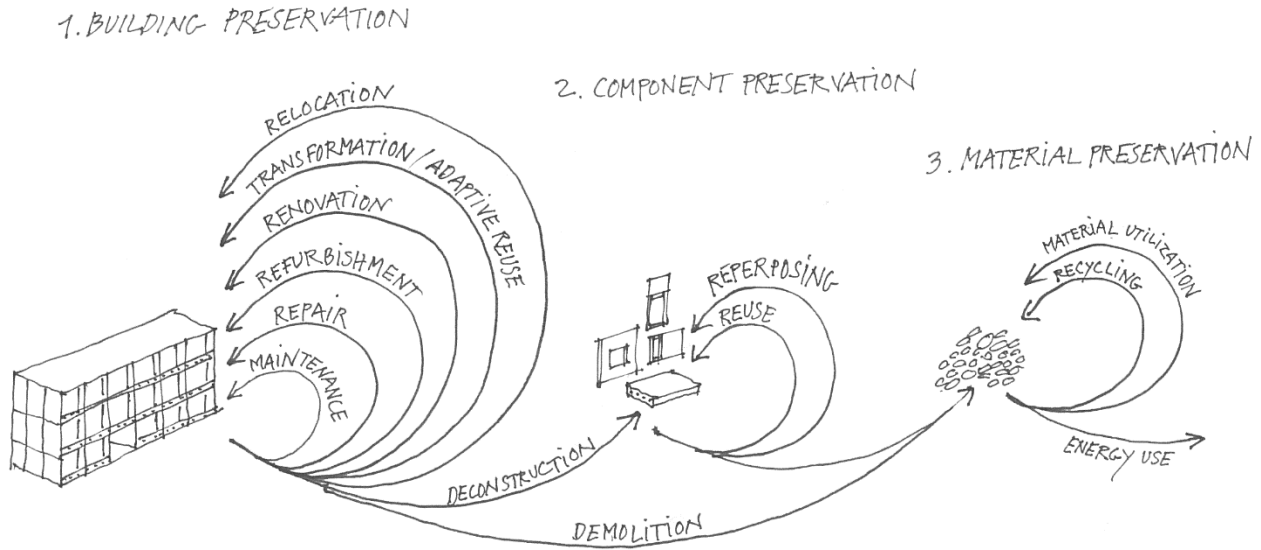 1. BUILDING PRESERVATION
RELOCATION
TRANSFORMATION / ADAPTIVE REUSE
RENOVATION
REFURBISHMENT
REPAIR
MAINTENANCE
DECONSTRUCTION
DEMOLITION
2. COMPONENT PRESERVATION
REPERPOSING
REUSE
3. MATERIAL PRESERVATION
MATERIAL UTILIZATION
RECYCLING
ENERGY USE